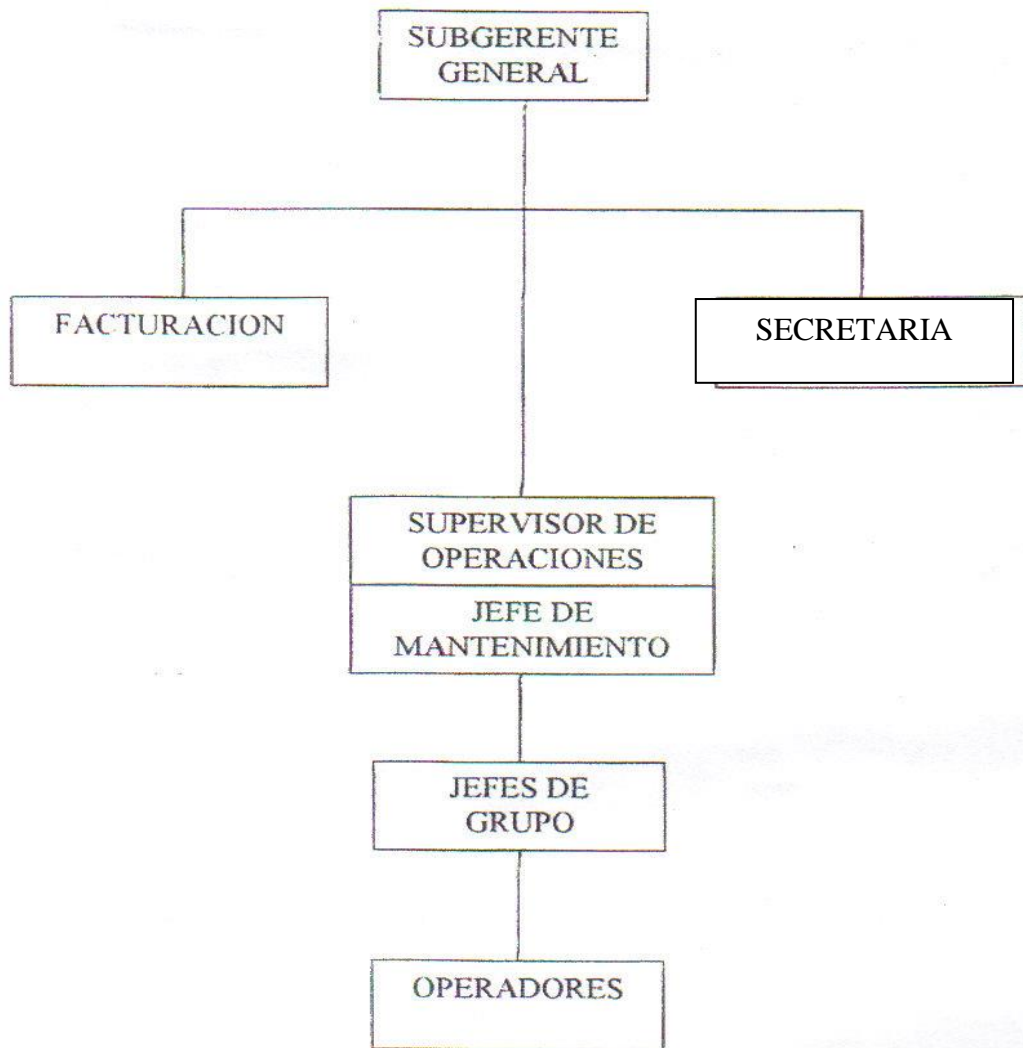 SUBGERENTE
GENERAL
FACTURACION
SECRETARIA
SUPERVISOR DE
OPERACIONES
JEFE DE
MANTENIMIENTO
JEFES DE
GRUPO
OPERADORES